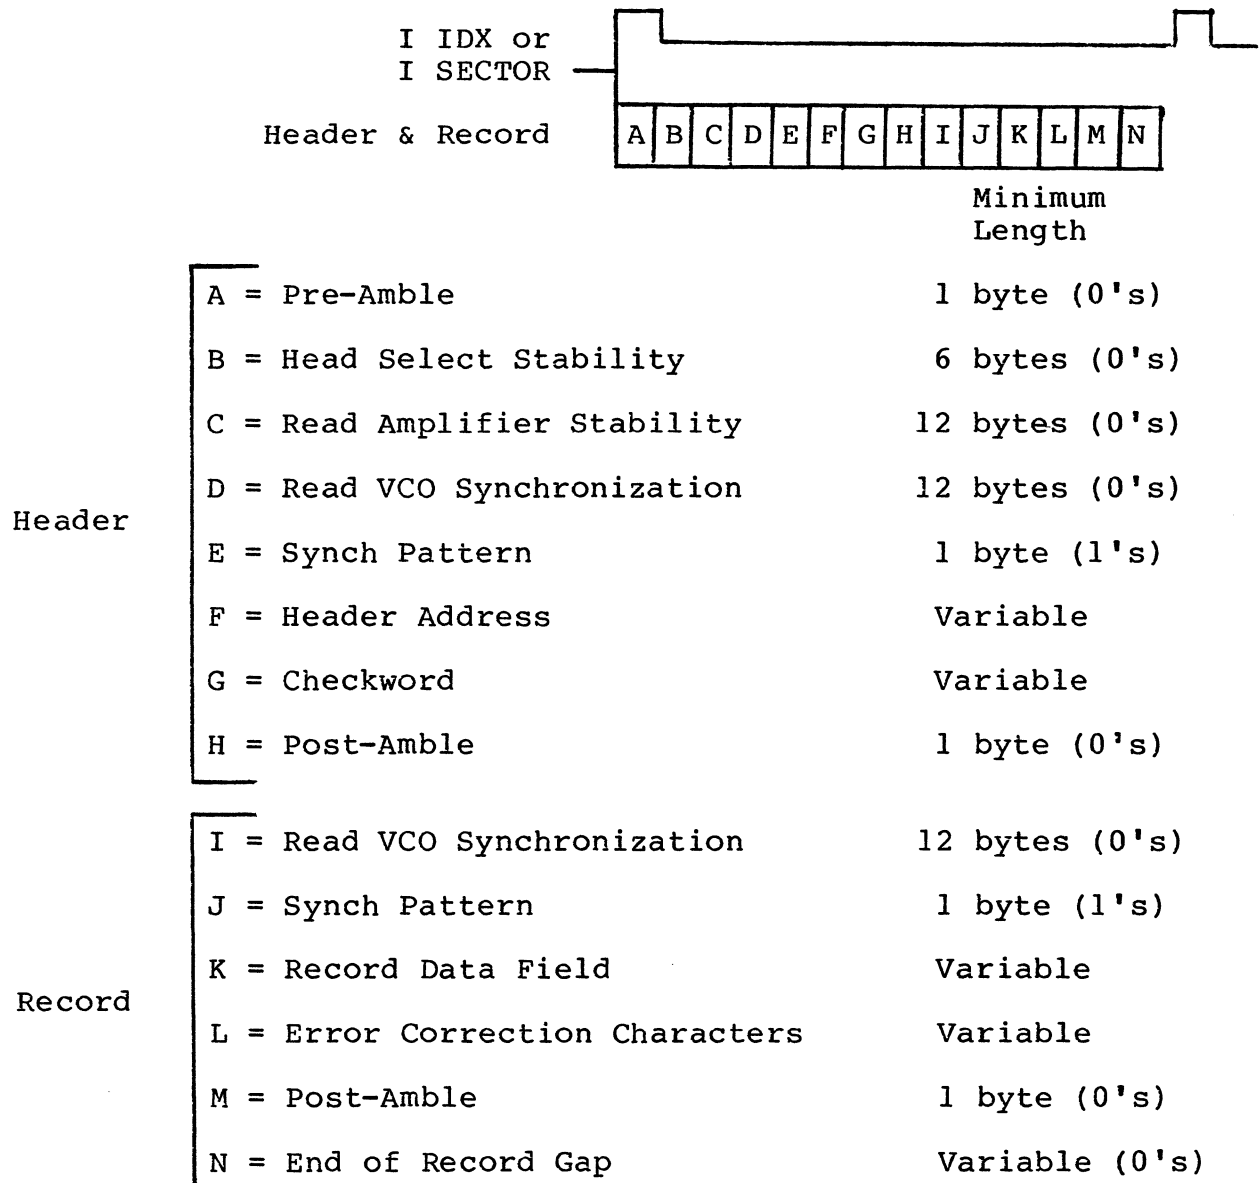 I IDX or
I SECTOR
Header & Record A B C D E F G H I J K L M N
Minimum
Length
A = Pre-Amble 1 byte (0's)
B = Head Select Stability 6 bytes (0's)
C = Read Amplifier Stability 12 bytes (0's)
D = Read VCO Synchronization 12 bytes (0's)
Header
E = Synch Pattern 1 byte (1's)
F = Header Address Variable
G = Checkword Variable
H = Post-Amble 1 byte (0's)
I = Read VCO Synchronization 12 bytes (0's)
J = Synch Pattern 1 byte (1's)
K = Record Data Field Variable
Record
L = Error Correction Characters Variable
M = Post-Amble 1 byte (0's)
N = End of Record Gap Variable (0's)